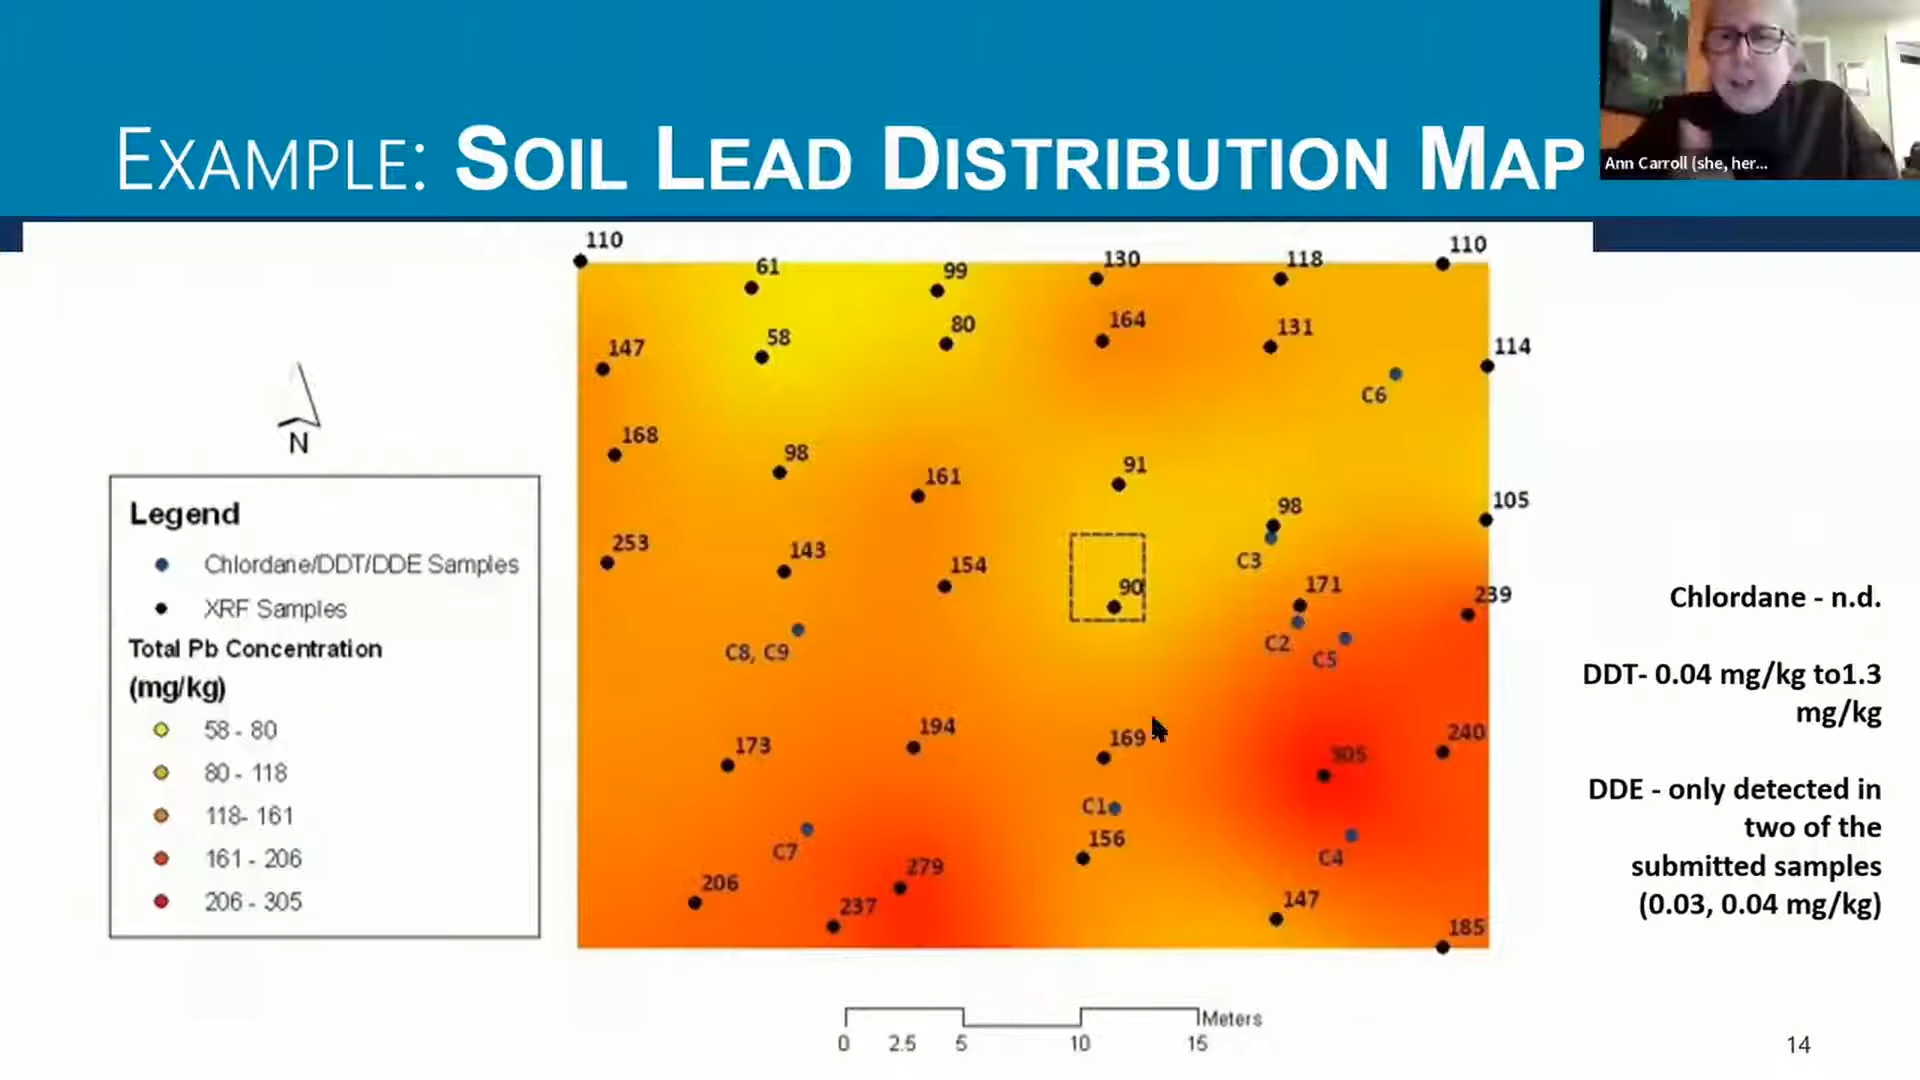 EXAMPLE: SOIL LEAD DISTRIBUTION MAP
Ann Carroll (she, her...
N
Legend
Chlordane/DDT/DDE Samples
XRF Samples
Total Pb Concentration
(mg/kg)
58 - 80
80 - 118
118- 161
161 - 206
206 - 305
110
61
99
130
118
110
147
58
80
164
131
114
C6
168
98
161
91
98
105
C3
253
143
154
90
171
239
C8, C9
C2
C5
173
194
169
305
240
C1
C7
156
C4
206
279
237
147
185
Chlordane - n.d.
DDT- 0.04 mg/kg to1.3
mg/kg
DDE - only detected in
two of the
submitted samples
(0.03, 0.04 mg/kg)
Meters
0 2.5 5 10 15
14